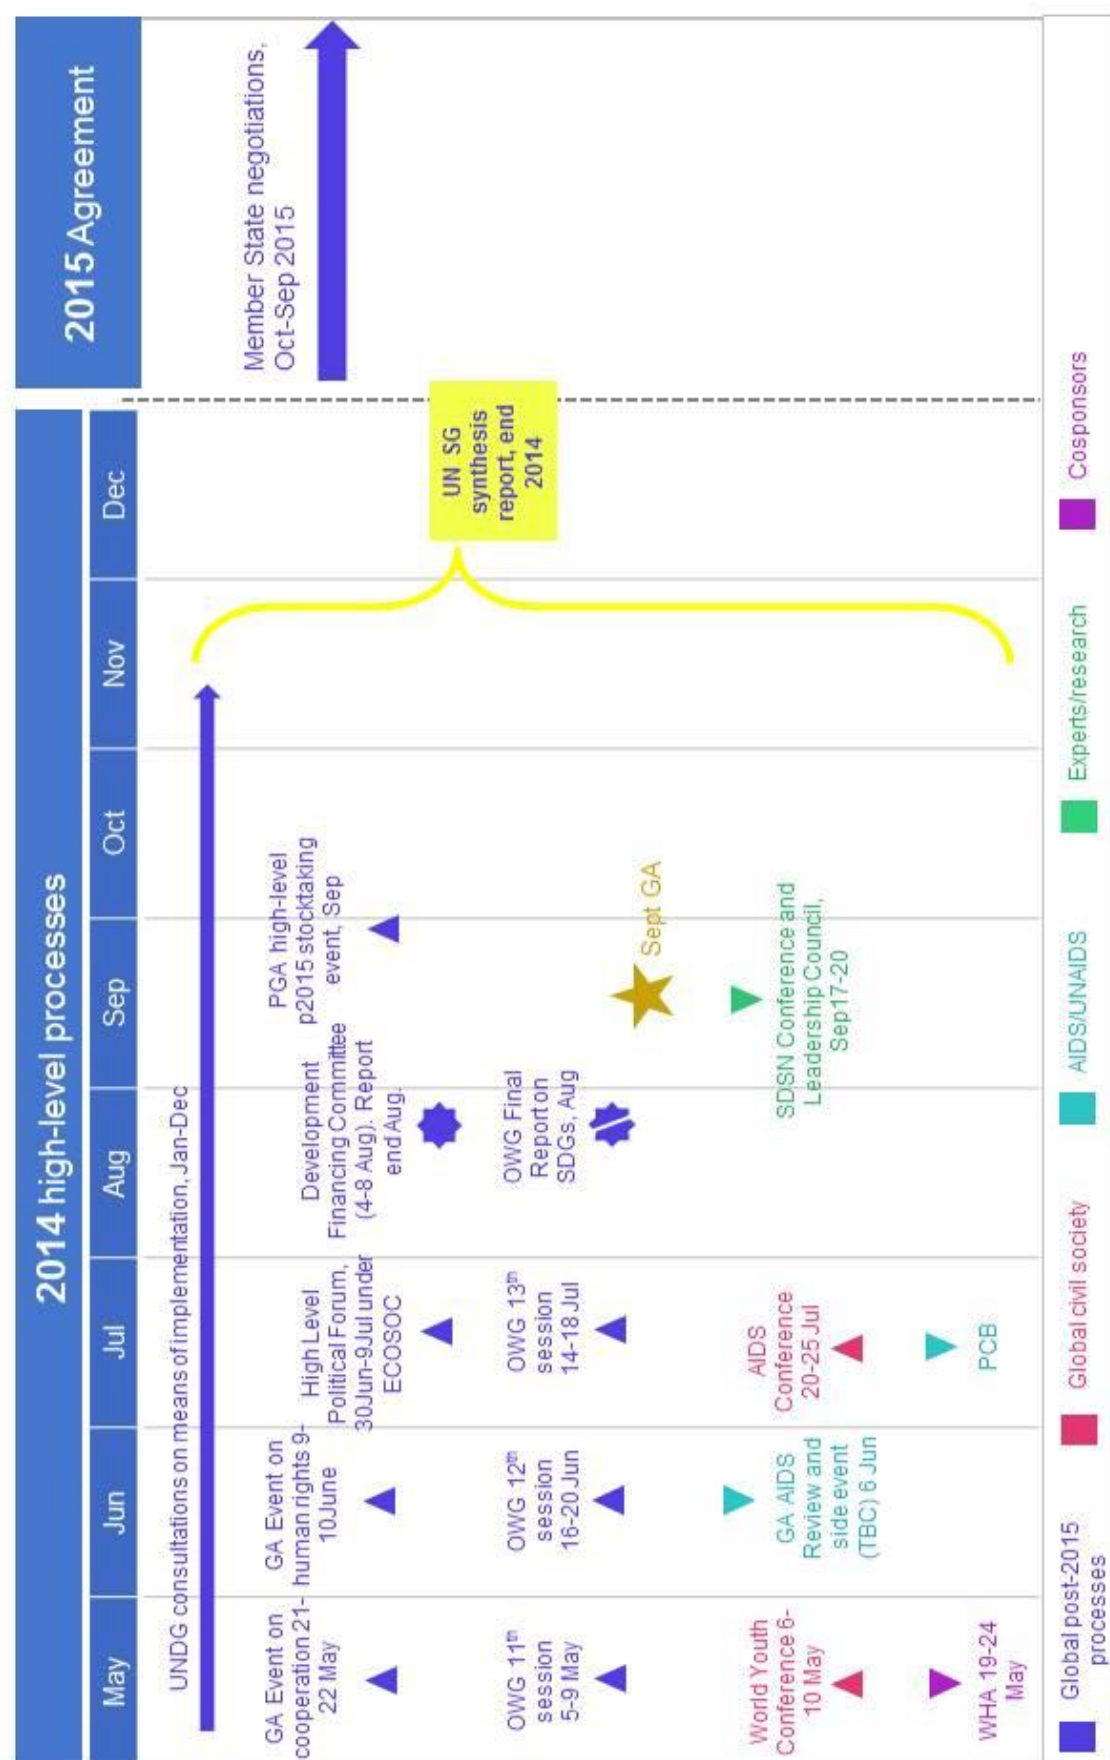 2014 high-level processes
2015 Agreement
May
Jun
Jul
Aug
Sep
Oct
Nov
Dec
UNDG consultations on means of implementation, Jan-Dec
GA Event on
cooperation 21-
22 May
GA Event on
human rights 9-
10June
High Level
Political Forum,
30Jun-9Jul under
ECOSOC
Development
Financing Committee
(4-8 Aug). Report
end Aug.
PGA high-level
p2015 stocktaking
event, Sep
Member State negotiations,
Oct-Sep 2015
UN SG
synthesis
report, end
2014
OWG 11th
session
5-9 May
OWG 12th
session
16-20 Jun
OWG 13th
session
14-18 Jul
OWG Final
Report on
SDGs, Aug
Sept GA
World Youth
Conference 6-
10 May
GA AIDS
Review and
side event
(TBC) 6 Jun
AIDS
Conference
20-25 Jul
SDSN Conference and
Leadership Council,
Sep17-20
WHA 19-24
May
PCB
Global post-2015
processes
Global civil society
AIDS/UNAIDS
Experts/research
Cosponsors